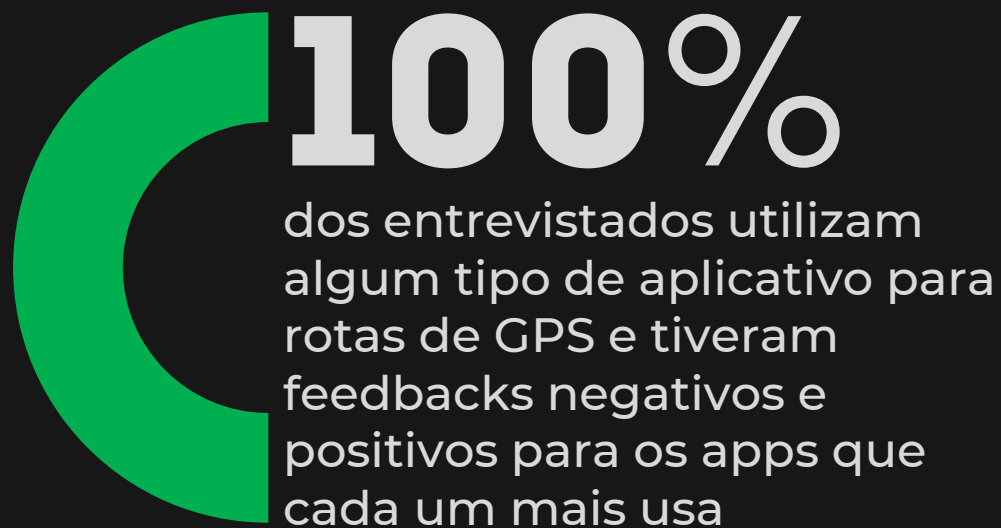 100%
dos entrevistados utilizam
algum tipo de aplicativo para
rotas de GPS e tiveram
feedbacks negativos e
positivos para os apps que
cada um mais usa